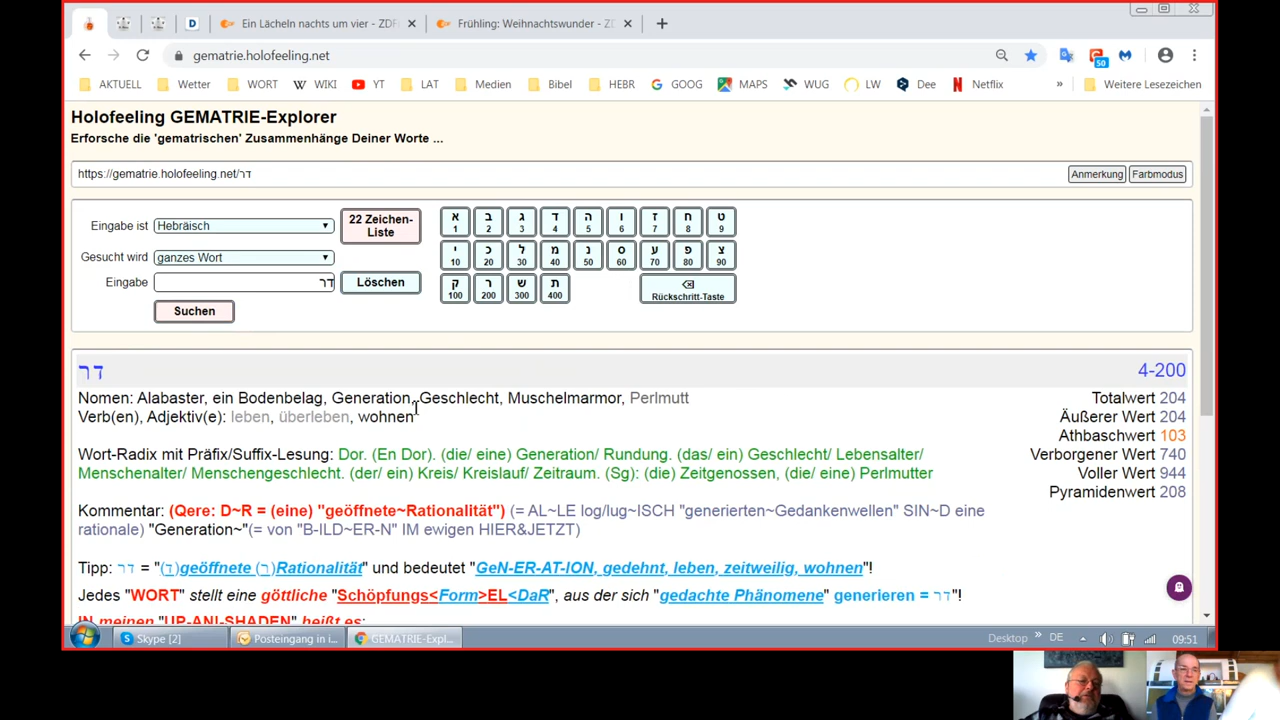 Ein Lächeln nachts um vier - ZDF Frühling: Weihnachtswunder - ZD
gematrie.holofeeling.net
AKTUELL Wetter WORT WIKI YT LAT Medien Bibel HEBR GOOG MAPS WUG LW Dee Netflix » Weitere Lesezeichen
Holofeeling GEMATRIE-Explorer
Erforsche die 'gematrischen' Zusammenhänge Deiner Worte ...
https://gematrie.holofeeling.net/דר Anmerkung Farbmodus
Eingabe ist Hebräisch 22 Zeichen-Liste
Gesucht wird ganzes Wort
Eingabe דר Löschen
Suchen
א ב ג ד ה ו ז ח ט
1 2 3 4 5 6 7 8 9
י כ ל מ נ ס ע פ צ
10 20 30 40 50 60 70 80 90
ק ר ש ת
100 200 300 400 Rückschritt-Taste
דר 4-200
Nomen: Alabaster, ein Bodenbelag, Generation, Geschlecht, Muschelmarmor, Perlmutt
Verb(en), Adjektiv(e): leben, überleben, wohnen
Totalwert 204
Äußerer Wert 204
Athbaschwert 103
Verborgener Wert 740
Voller Wert 944
Pyramidenwert 208
Wort-Radix mit Präfix/Suffix-Lesung: Dor. (En Dor). (die/ eine) Generation/ Rundung. (das/ ein) Geschlecht/ Lebensalter/
Menschenalter/ Menschengeschlecht. (der/ ein) Kreis/ Kreislauf/ Zeitraum. (Sg): (die) Zeitgenossen, (die/ eine) Perlmutter
Kommentar: (Qere: D~R = (eine) "geöffnete~Rationalität") (= AL~LE log/lug~ISCH "generierten~Gedankenwellen" SIN~D eine
rationale) "Generation~"(= von "B-ILD~ER-N" IM ewigen HIER&JETZT)
Tipp: דר = "(ד)geöffnete (ר)Rationalität" und bedeutet "GeN-ER-AT-ION, gedehnt, leben, zeitweilig, wohnen"!
Jedes "WORT" stellt eine göttliche "Schöpfungs<Form>EL<DaR", aus der sich "gedachte Phänomene" generieren = דר"!
IN meinen "UP-ANI-SHADEN" heißt es:
Skype [2] Posteingang in i... GEMATRIE-Expl... Desktop » DE 09:51
50